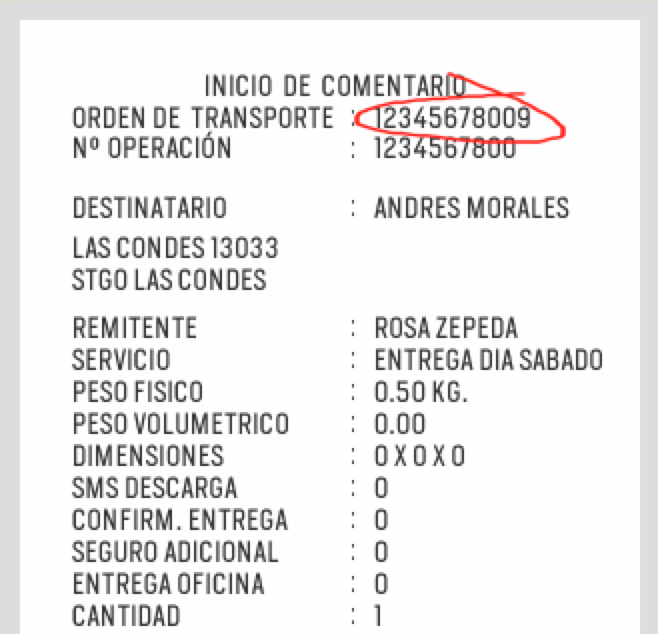 INICIO DE COMENTARIO
ORDEN DE TRANSPORTE : 12345678009
Nº OPERACIÓN : 1234567800
DESTINATARIO : ANDRES MORALES
LAS CONDES 13033
STGO LAS CONDES
REMITENTE : ROSA ZEPEDA
SERVICIO : ENTREGA DIA SABADO
PESO FISICO : 0.50 KG.
PESO VOLUMETRICO : 0.00
DIMENSIONES : 0 X 0 X 0
SMS DESCARGA : 0
CONFIRM. ENTREGA : 0
SEGURO ADICIONAL : 0
ENTREGA OFICINA : 0
CANTIDAD : 1